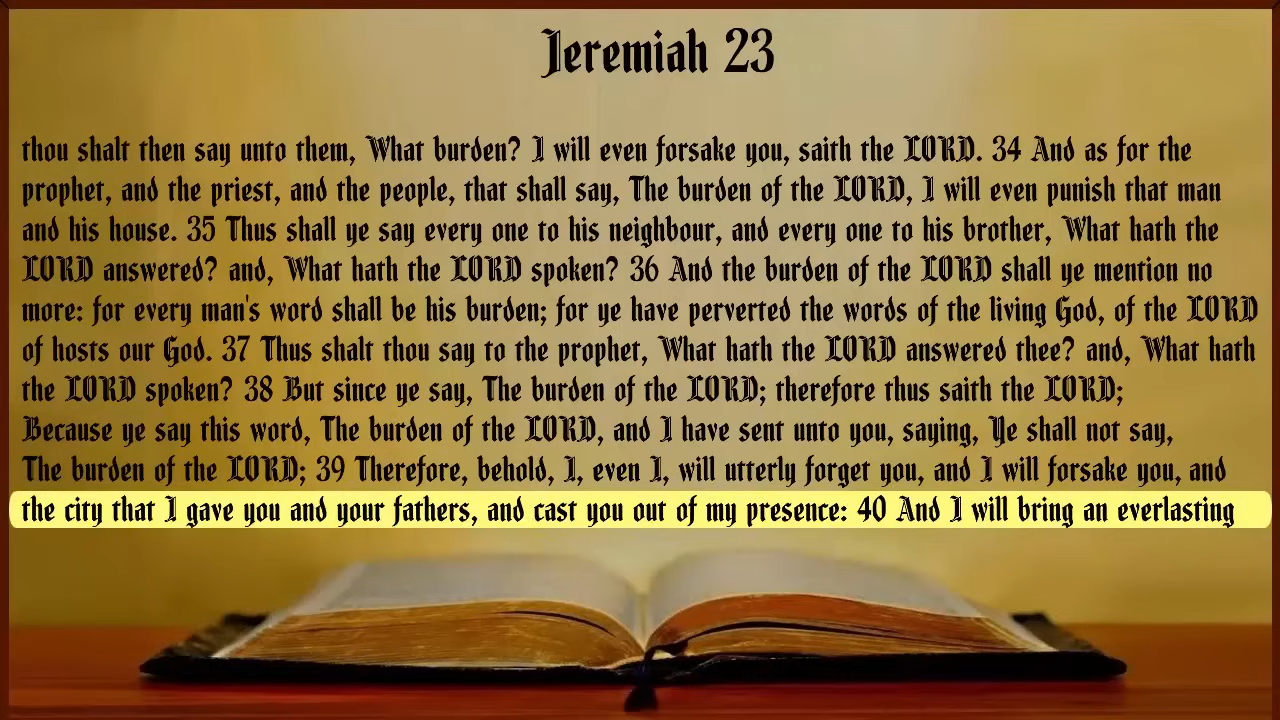 Jeremiah 23
thou shalt then say unto them, What burden? I will even forsake you, saith the LORD. 34 And as for the
prophet, and the priest, and the people, that shall say, The burden of the LORD, I will even punish that man
and his house. 35 Thus shall ye say every one to his neighbour, and every one to his brother, What hath the
LORD answered? and, What hath the LORD spoken? 36 And the burden of the LORD shall ye mention no
more: for every man's word shall be his burden; for ye have perverted the words of the living God, of the LORD
of hosts our God. 37 Thus shalt thou say to the prophet, What hath the LORD answered thee? and, What hath
the LORD spoken? 38 But since ye say, The burden of the LORD; therefore thus saith the LORD;
Because ye say this word, The burden of the LORD, and I have sent unto you, saying, Ye shall not say,
The burden of the LORD; 39 Therefore, behold, I, even I, will utterly forget you, and I will forsake you, and
the city that I gave you and your fathers, and cast you out of my presence: 40 And I will bring an everlasting